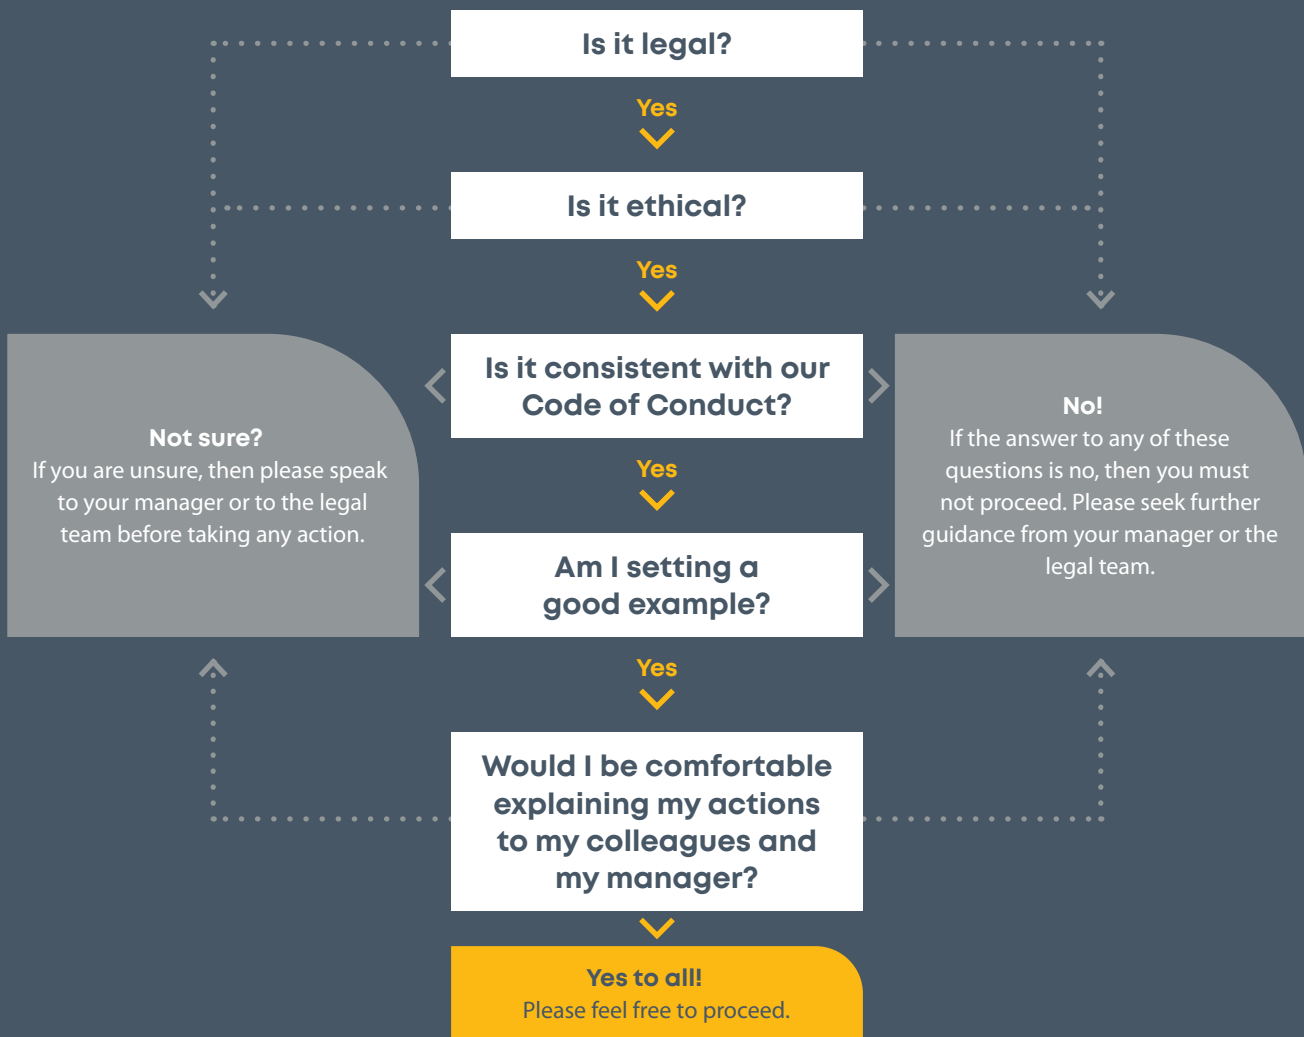 Is it legal?
Yes
Is it ethical?
Yes
Is it consistent with our
Code of Conduct?
Yes
Am I setting a
good example?
Yes
Would I be comfortable
explaining my actions
to my colleagues and
my manager?
Yes to all!
Please feel free to proceed.
Not sure?
If you are unsure, then please speak
to your manager or to the legal
team before taking any action.
No!
If the answer to any of these
questions is no, then you must
not proceed. Please seek further
guidance from your manager or the
legal team.